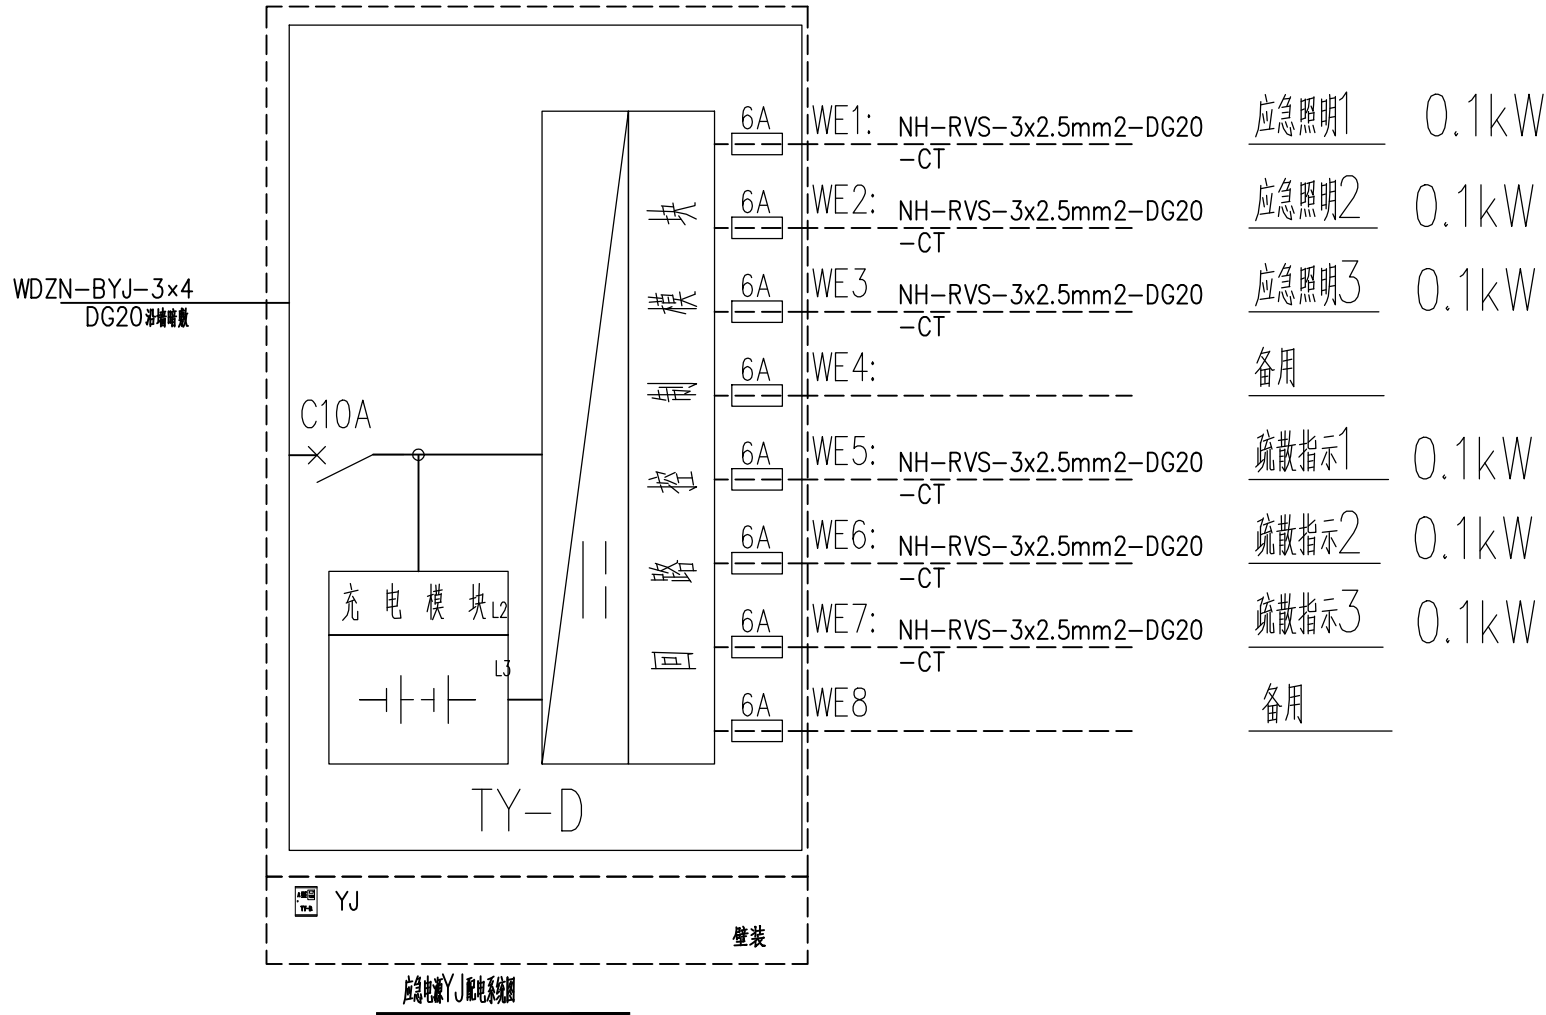 6A WE1: NH-RVS-3x2.5mm2-DG20 应急照明1 0.1kW
-CT
6A WE2: NH-RVS-3x2.5mm2-DG20 应急照明2 0.1kW
-CT
6A WE3 NH-RVS-3x2.5mm2-DG20 应急照明3 0.1kW
-CT
WDZN-BYJ-3×4
DG20沿墙暗敷
6A WE4: 备用
C10A
6A WE5: NH-RVS-3x2.5mm2-DG20 疏散指示1 0.1kW
-CT
6A WE6: NH-RVS-3x2.5mm2-DG20 疏散指示2 0.1kW
-CT
6A WE7: NH-RVS-3x2.5mm2-DG20 疏散指示3 0.1kW
-CT
6A WE8 备用
回路控制模块
充电模块 L2
L3
TY-D
YJ
壁装
应急电源YJ配电系统图